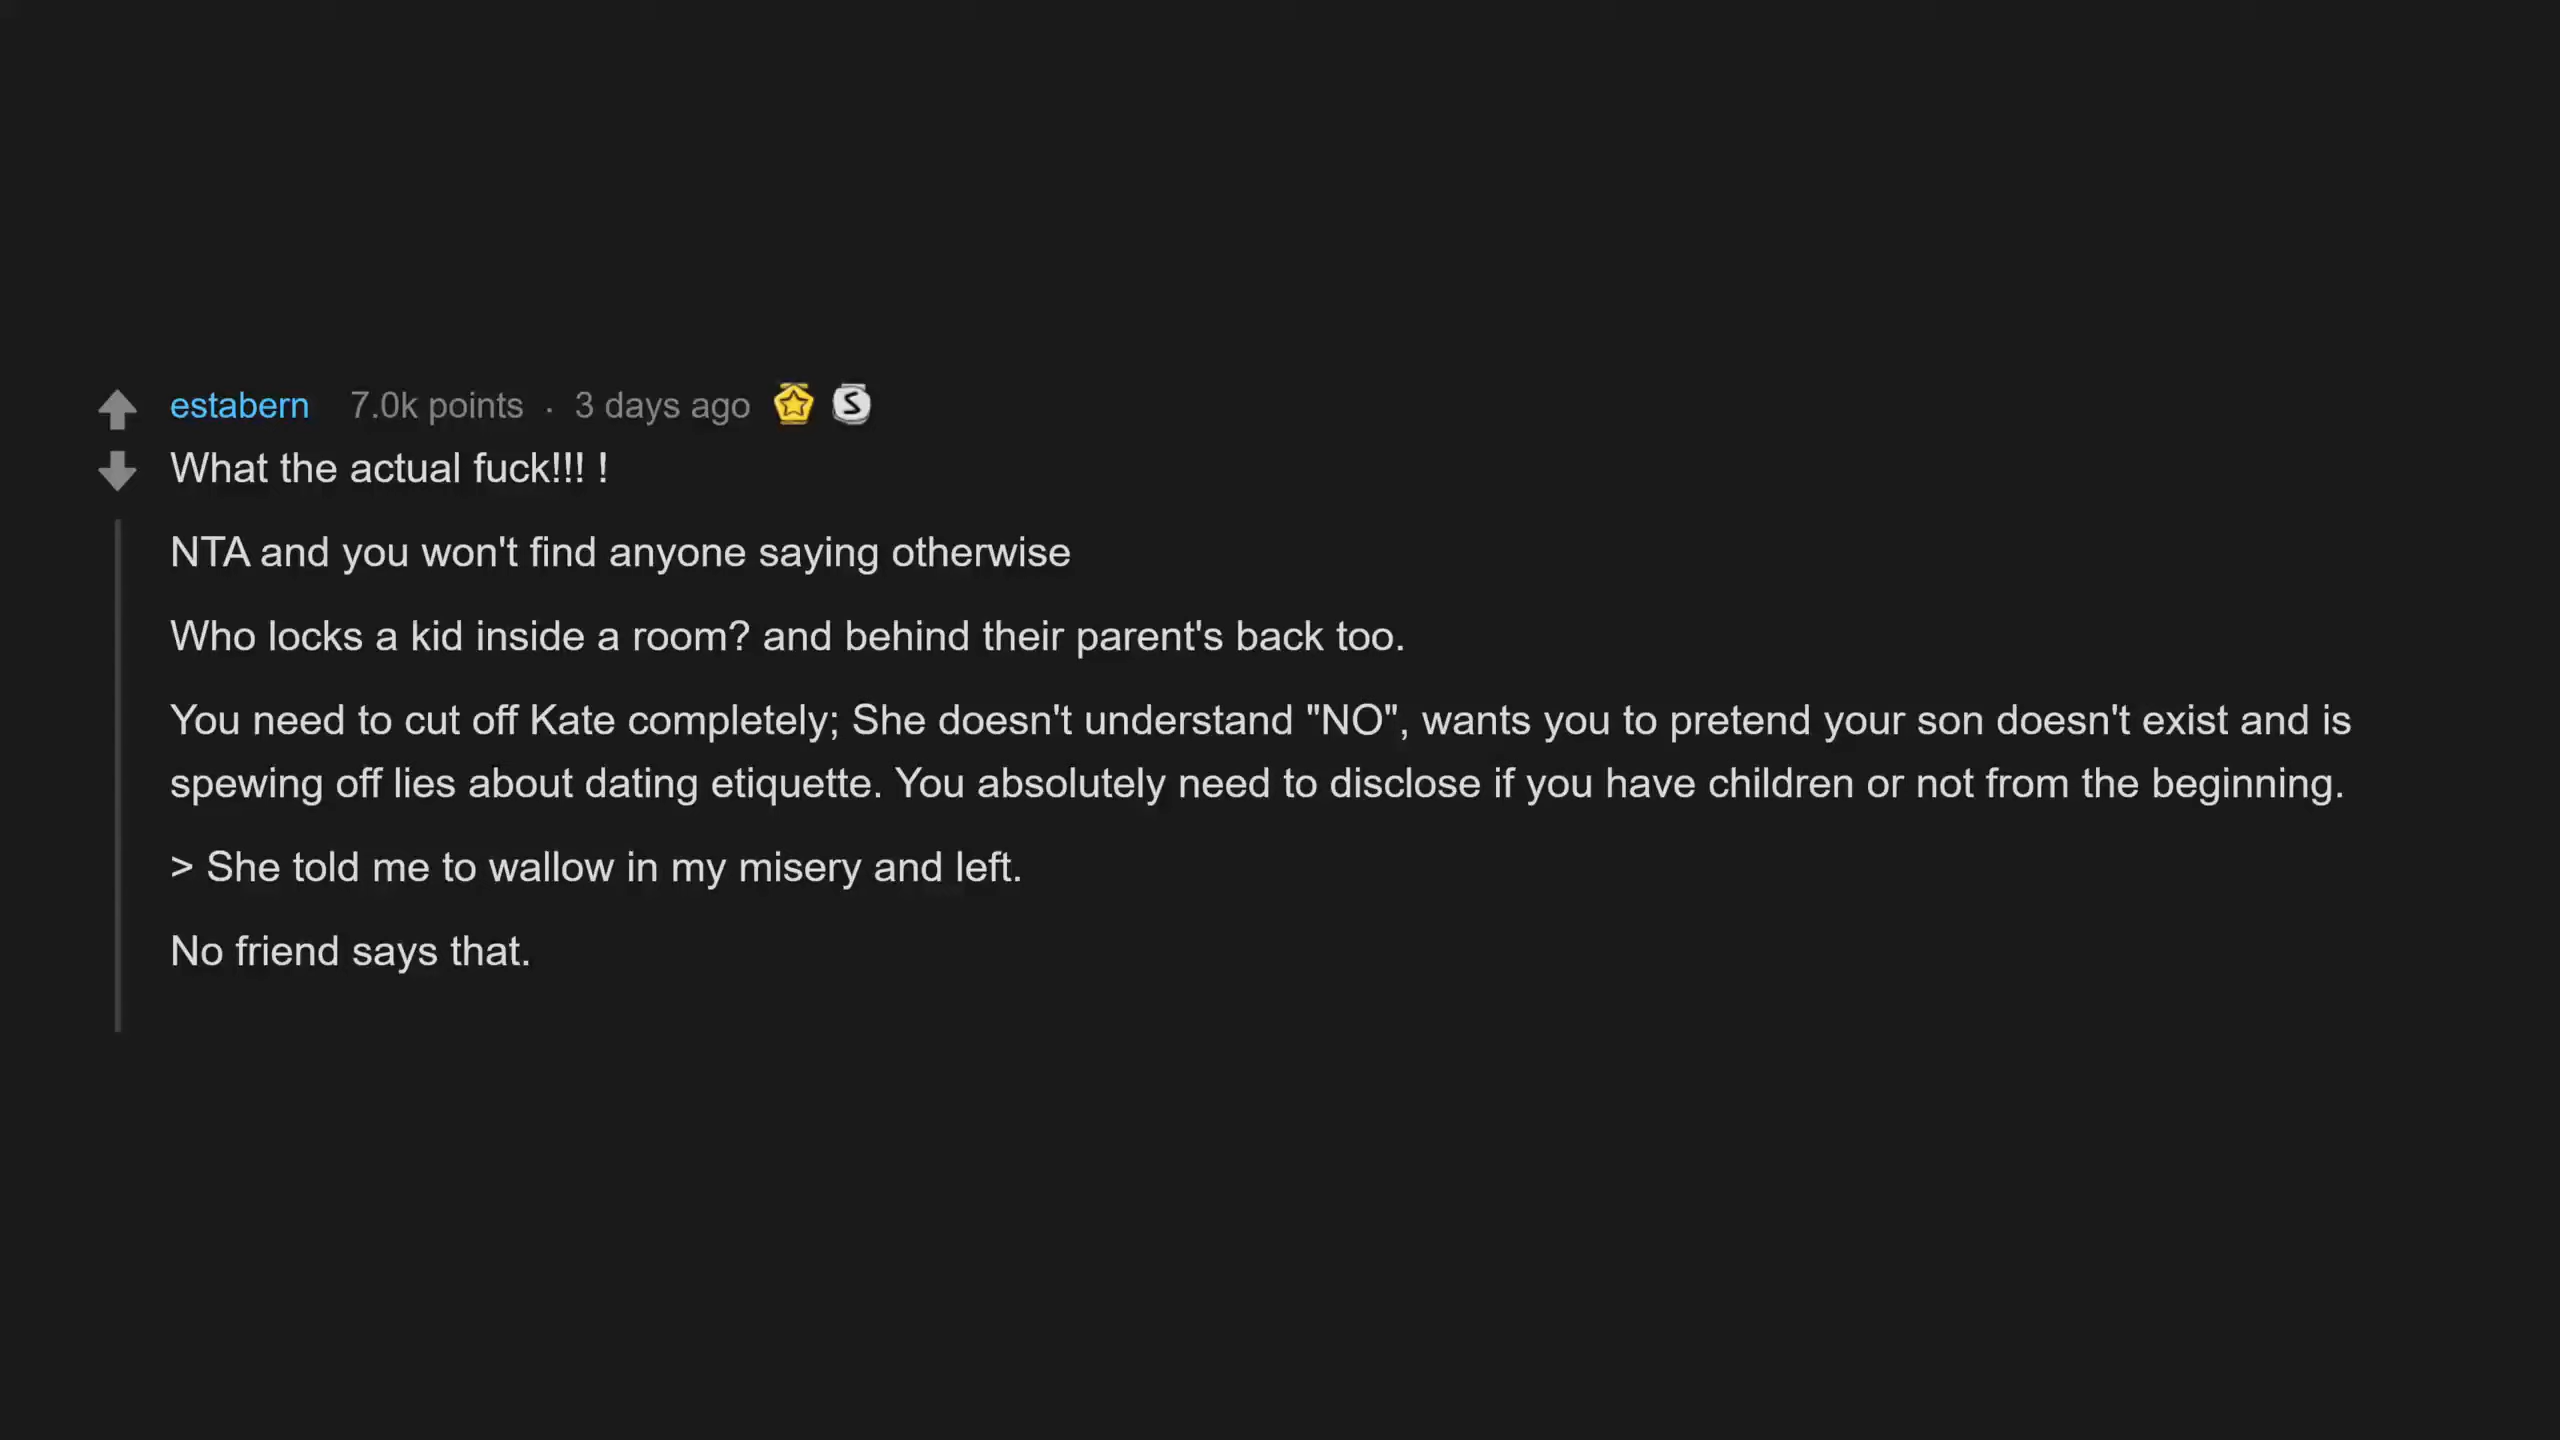 estabern 7.0k points · 3 days ago S
What the actual fuck!!! !
NTA and you won't find anyone saying otherwise
Who locks a kid inside a room? and behind their parent's back too.
You need to cut off Kate completely; She doesn't understand "NO", wants you to pretend your son doesn't exist and is
spewing off lies about dating etiquette. You absolutely need to disclose if you have children or not from the beginning.
> She told me to wallow in my misery and left.
No friend says that.